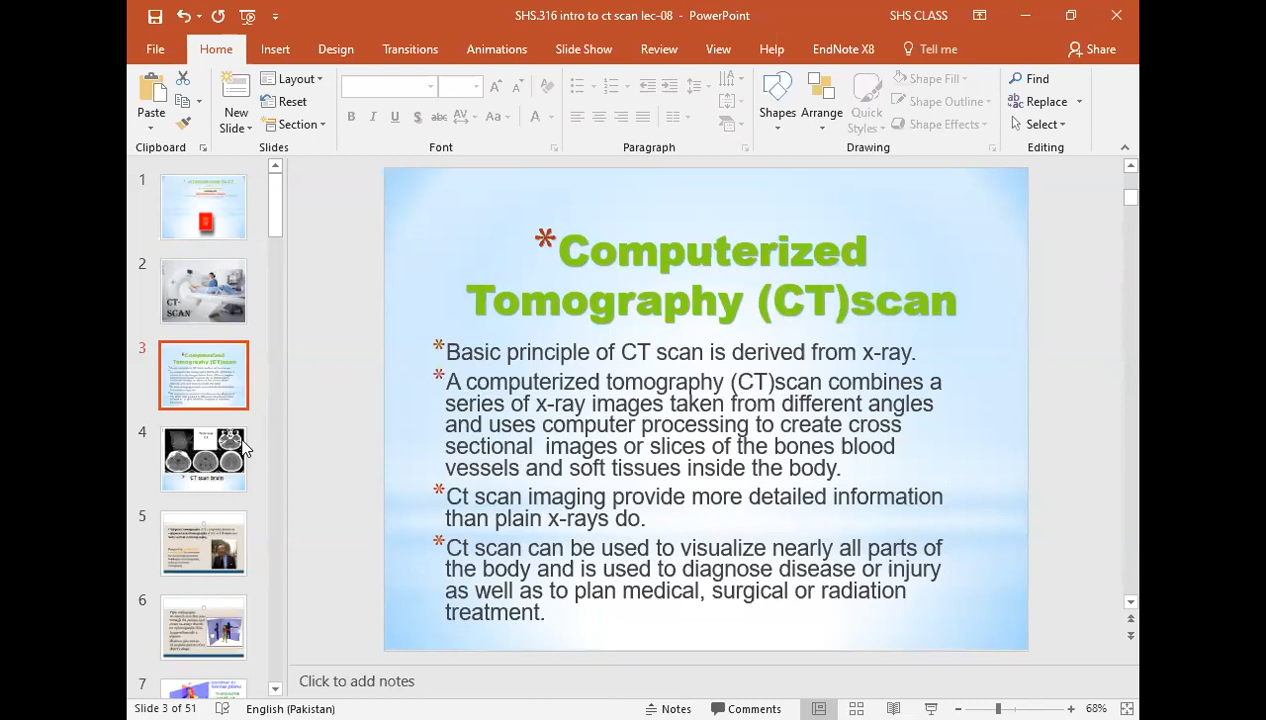 SHS.316 intro to ct scan lec-08 - PowerPoint
SHS CLASS
File Home Insert Design Transitions Animations Slide Show Review View Help EndNote X8 Tell me Share
Paste
New
Slide
Layout
Reset
Section
B I U S abc AV Aa A
Shapes
Arrange
Quick
Styles
Shape Fill
Shape Outline
Shape Effects
Find
Replace
Select
Clipboard Slides Font Paragraph Drawing Editing
1
2
CT-
SCAN
3
*Computerized
Tomography (CT)scan
4
* CT scan brain
5
6
7
*Computerized
Tomography (CT)scan
*Basic principle of CT scan is derived from x-ray.
*A computerized tomography (CT)scan combines a
series of x-ray images taken from different angles
and uses computer processing to create cross
sectional images or slices of the bones blood
vessels and soft tissues inside the body.
*Ct scan imaging provide more detailed information
than plain x-rays do.
*Ct scan can be used to visualize nearly all parts of
the body and is used to diagnose disease or injury
as well as to plan medical, surgical or radiation
treatment.
Click to add notes
Slide 3 of 51 English (Pakistan) Notes Comments 68%